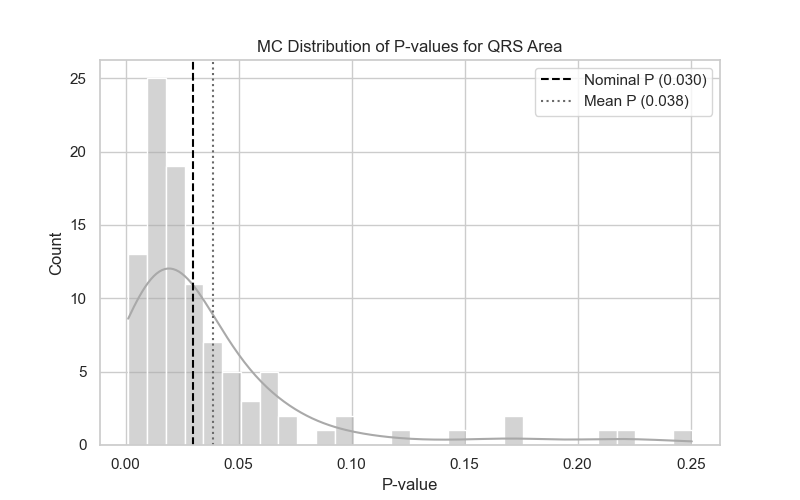 MC Distribution of P-values for QRS Area
Nominal P (0.030)
Mean P (0.038)
25
20
15
10
5
0
Count
0.00 0.05 0.10 0.15 0.20 0.25
P-value